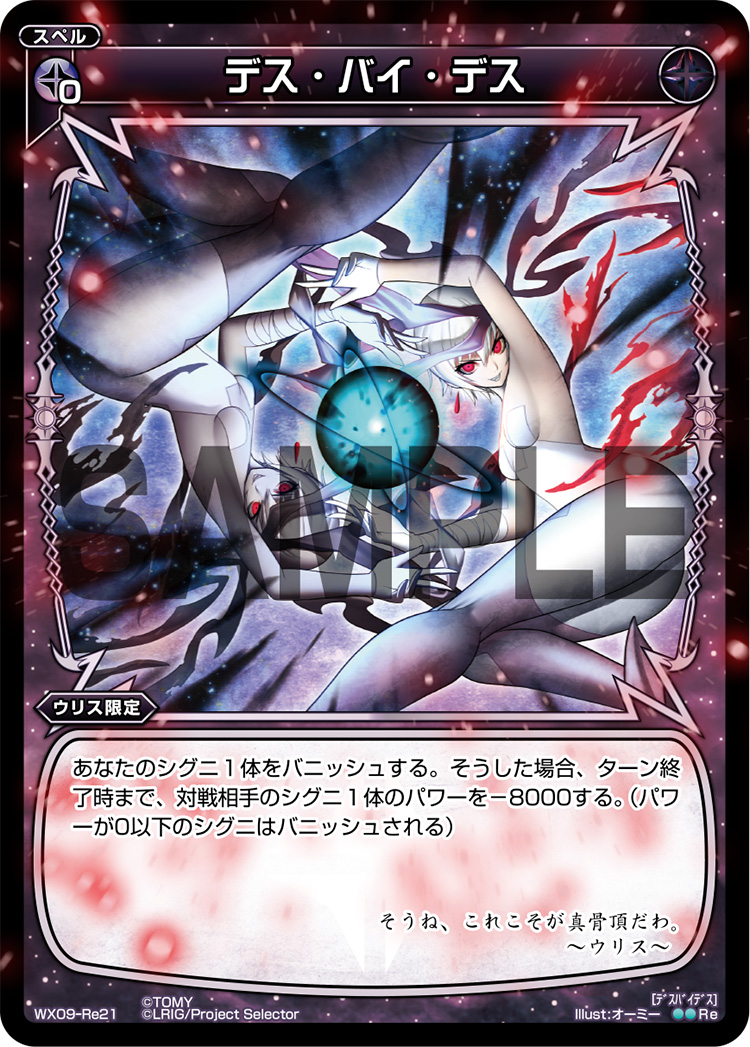 スペル
デス・バイ・デス
0
SAMPLE
ウリス限定
あなたのシグニ1体をバニッシュする。そうした場合、ターン終
了時まで、対戦相手のシグニ1体のパワーを－8000する。（パワ
ーが0以下のシグニはバニッシュされる）
そうね、これこそが真骨頂だわ。
～ウリス～
WX09-Re21
©TOMY
©LRIG/Project Selector
[ﾃﾞｽﾊﾞｲﾃﾞｽ]
Illust:オーミー
Re